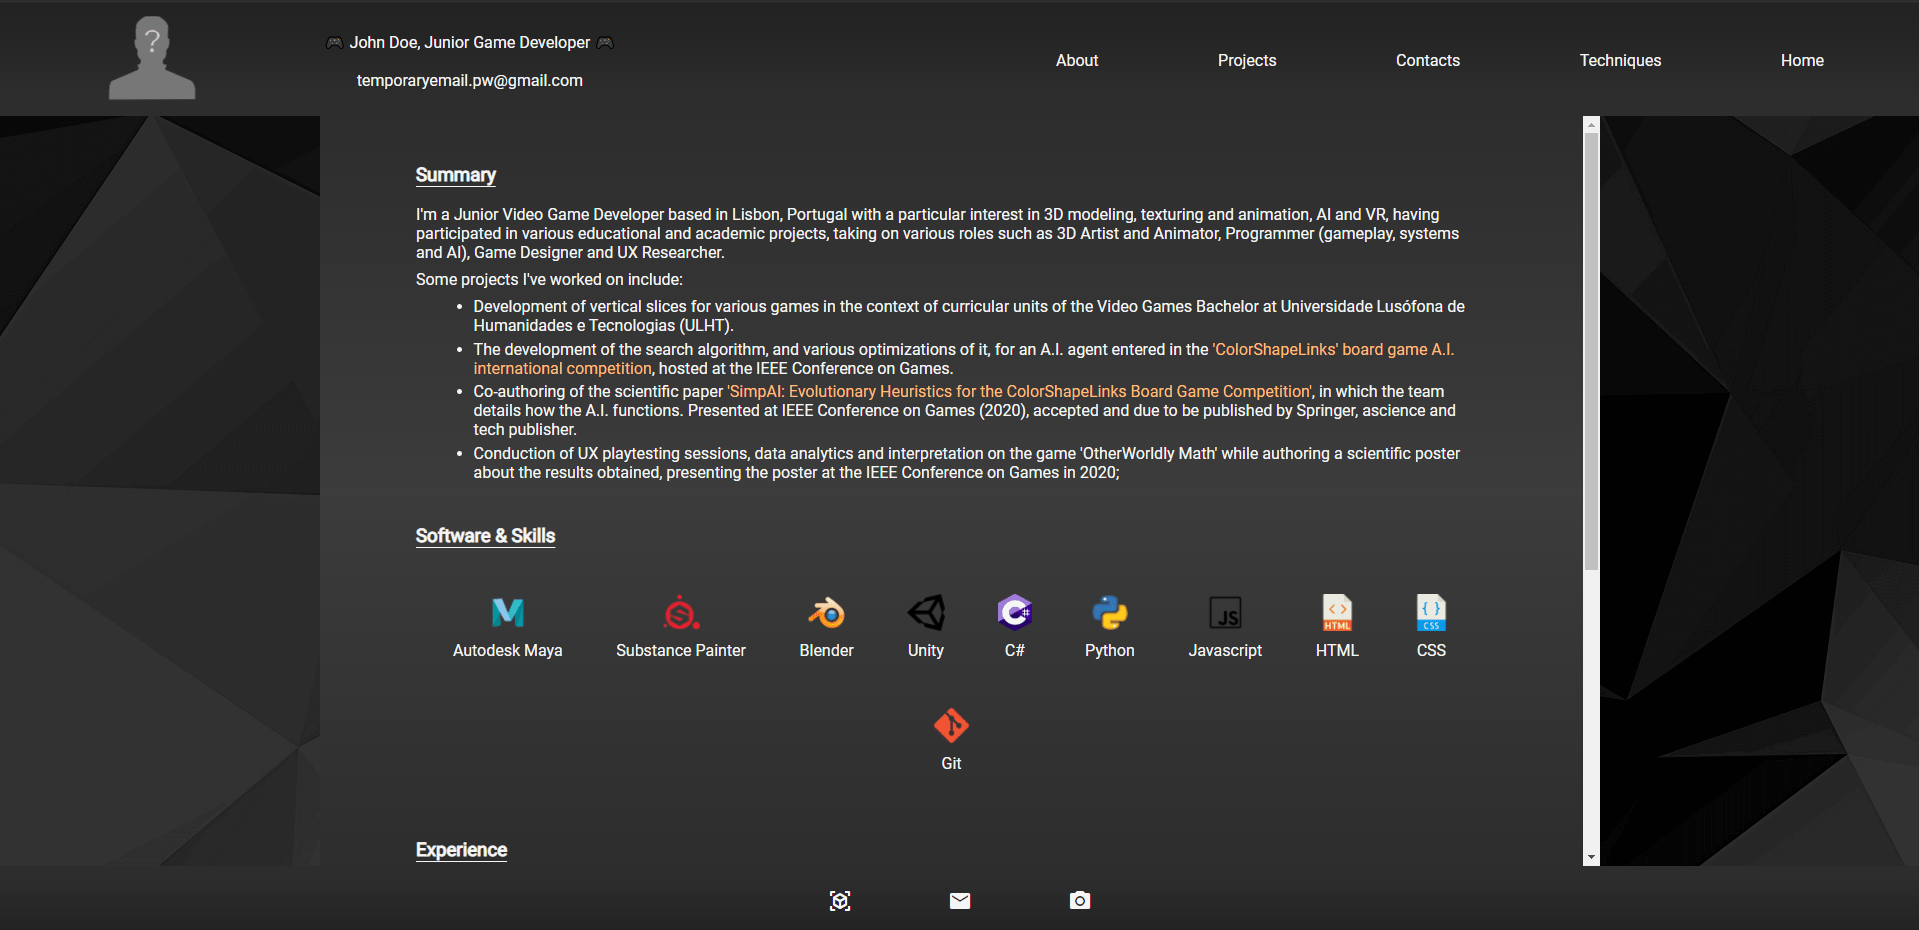 ?
🎮 John Doe, Junior Game Developer 🎮
temporaryemail.pw@gmail.com
About
Projects
Contacts
Techniques
Home
Summary
I'm a Junior Video Game Developer based in Lisbon, Portugal with a particular interest in 3D modeling, texturing and animation, AI and VR, having
participated in various educational and academic projects, taking on various roles such as 3D Artist and Animator, Programmer (gameplay, systems
and AI), Game Designer and UX Researcher.
Some projects I've worked on include:
• Development of vertical slices for various games in the context of curricular units of the Video Games Bachelor at Universidade Lusófona de
Humanidades e Tecnologias (ULHT).
• The development of the search algorithm, and various optimizations of it, for an A.I. agent entered in the 'ColorShapeLinks' board game A.I.
international competition, hosted at the IEEE Conference on Games.
• Co-authoring of the scientific paper 'SimpAI: Evolutionary Heuristics for the ColorShapeLinks Board Game Competition', in which the team
details how the A.I. functions. Presented at IEEE Conference on Games (2020), accepted and due to be published by Springer, ascience and
tech publisher.
• Conduction of UX playtesting sessions, data analytics and interpretation on the game 'OtherWorldly Math' while authoring a scientific poster
about the results obtained, presenting the poster at the IEEE Conference on Games in 2020;
Software & Skills
C#
JS
<> HTML
{ } CSS
Autodesk Maya
Substance Painter
Blender
Unity
C#
Python
Javascript
HTML
CSS
Git
Experience